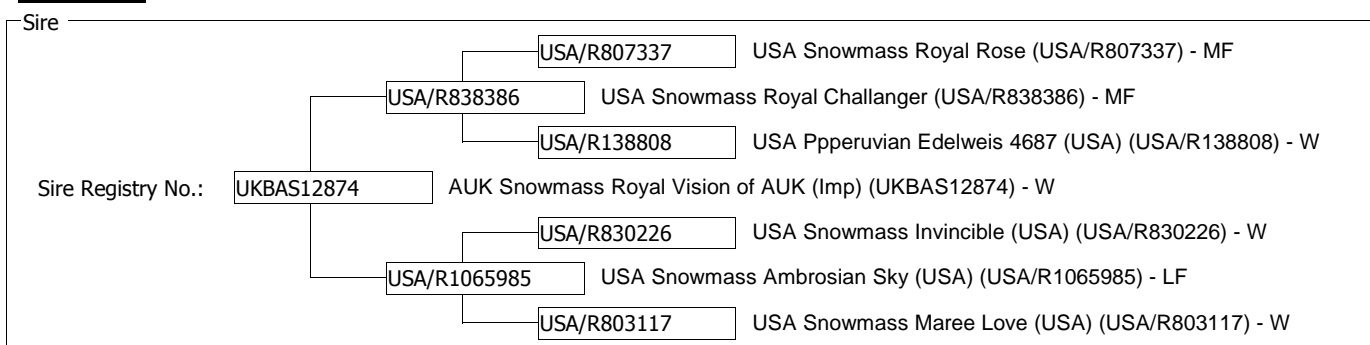 Sire
USA/R807337 USA Snowmass Royal Rose (USA/R807337) - MF
USA/R838386 USA Snowmass Royal Challanger (USA/R838386) - MF
USA/R138808 USA Ppperuvian Edelweis 4687 (USA) (USA/R138808) - W
Sire Registry No.: UKBAS12874 AUK Snowmass Royal Vision of AUK (Imp) (UKBAS12874) - W
USA/R830226 USA Snowmass Invincible (USA) (USA/R830226) - W
USA/R1065985 USA Snowmass Ambrosian Sky (USA) (USA/R1065985) - LF
USA/R803117 USA Snowmass Maree Love (USA) (USA/R803117) - W